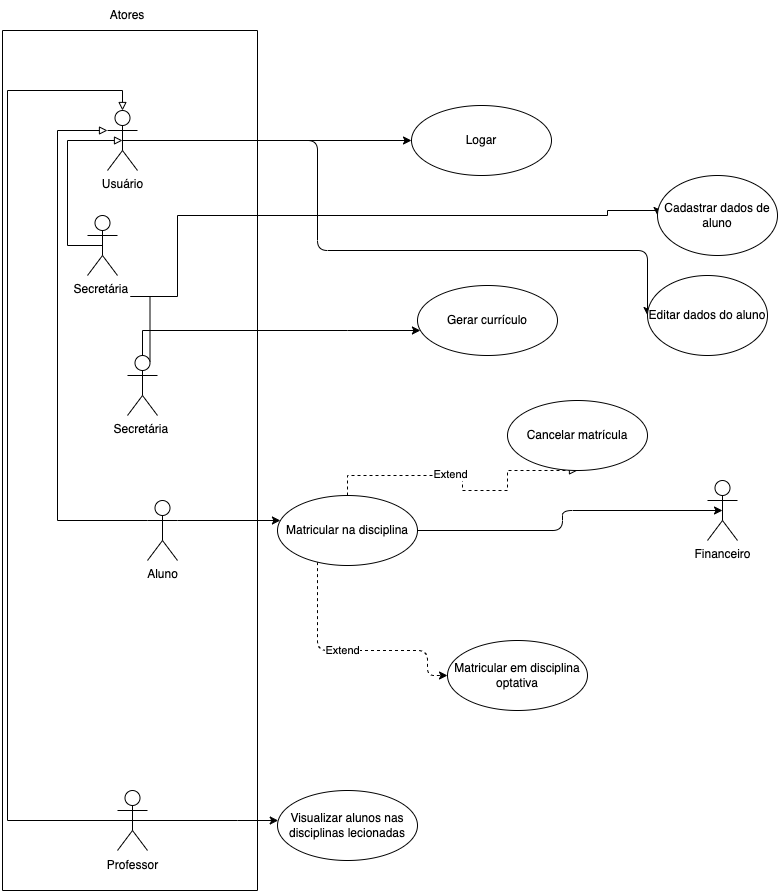 Atores
Usuário
Logar
Cadastrar dados de
aluno
Secretária
Editar dados do aluno
Gerar currículo
Secretária
Cancelar matrícula
Extend
Matricular na disciplina
Financeiro
Aluno
Extend
Matricular em disciplina
optativa
Visualizar alunos nas
disciplinas lecionadas
Professor